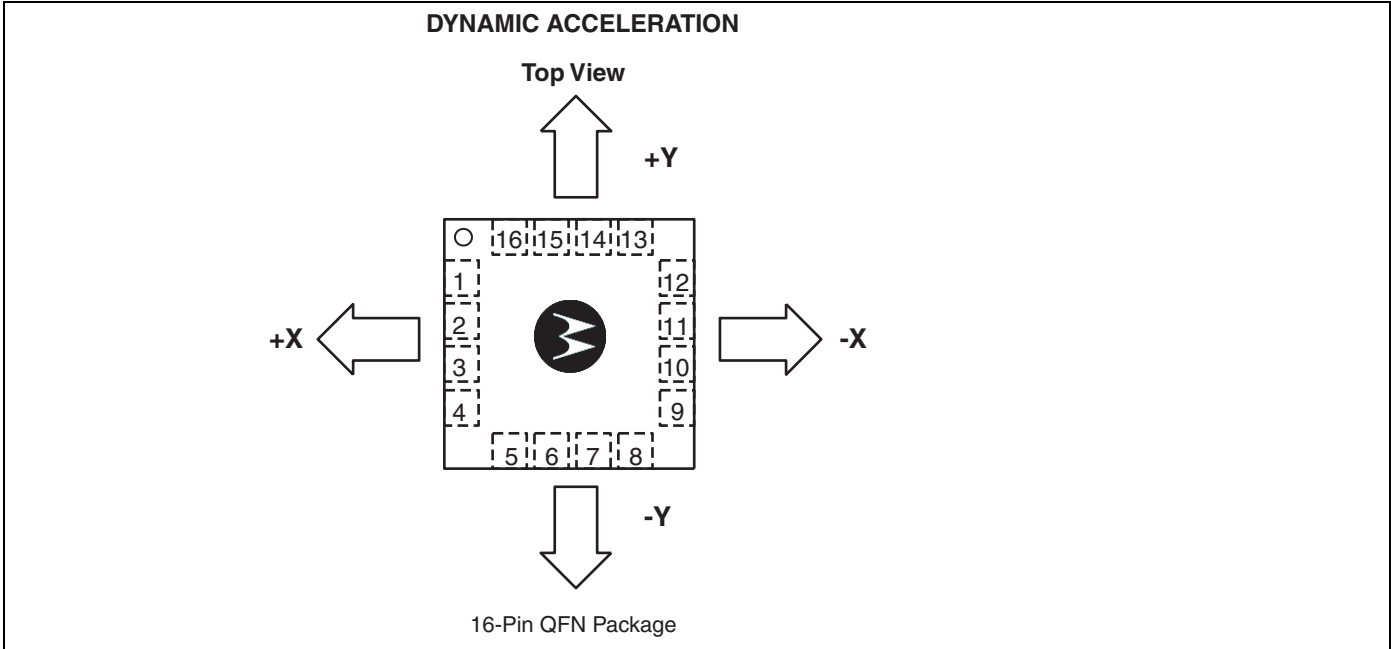 DYNAMIC ACCELERATION
Top View
+Y
16 15 14 13
1 12
+X 2 11 -X
3 10
4 9
5 6 7 8
-Y
16-Pin QFN Package